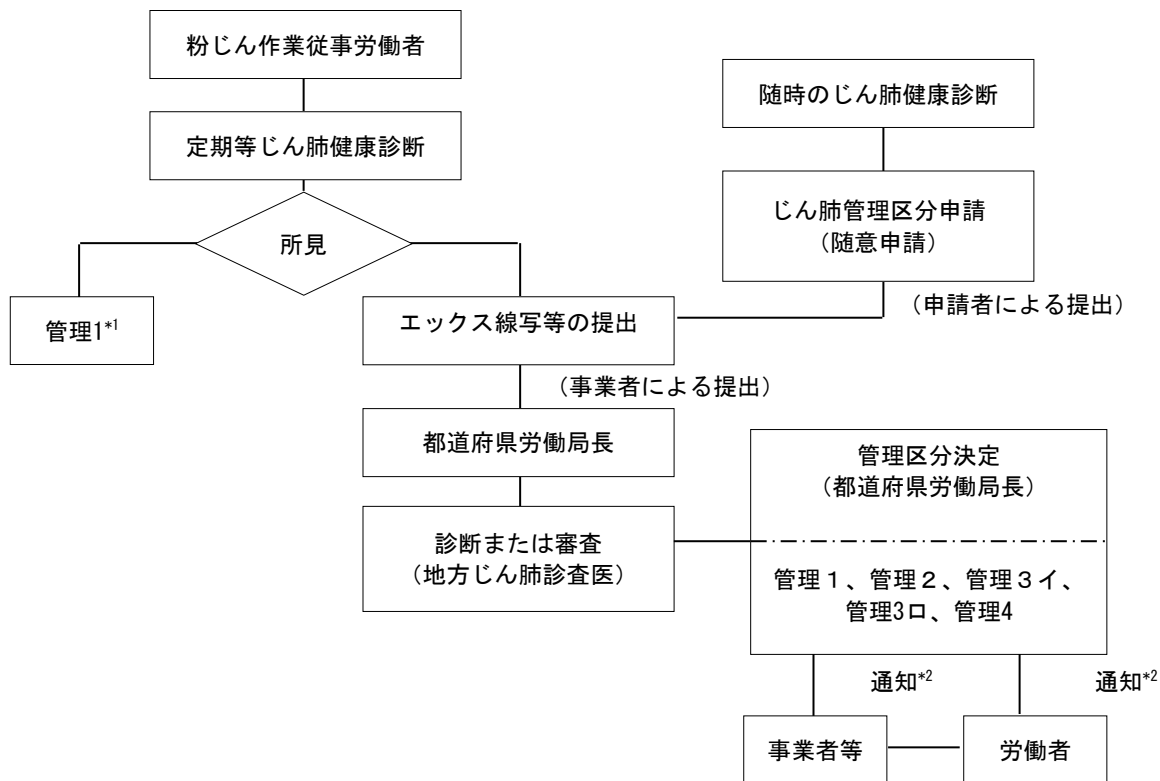 粉じん作業従事労働者
定期等じん肺健康診断
所見
管理1*1
随時のじん肺健康診断
じん肺管理区分申請
(随意申請)
(申請者による提出)
エックス線写等の提出
(事業者による提出)
都道府県労働局長
診断または審査
(地方じん肺診査医)
管理区分決定
(都道府県労働局長)
管理１、管理２、管理３イ、
管理3ロ、管理4
通知*2
通知*2
事業者等
労働者